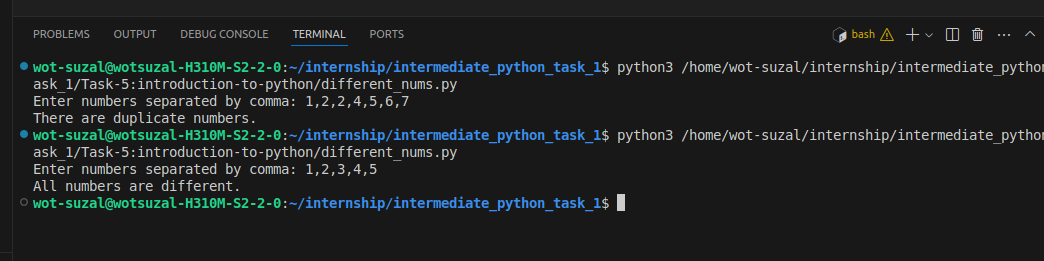 PROBLEMS OUTPUT DEBUG CONSOLE TERMINAL PORTS bash
wot-suzal@wotsuzal-H310M-S2-2-0:~/internship/intermediate_python_task_1$ python3 /home/wot-suzal/internship/intermediate_python
ask_1/Task-5:introduction-to-python/different_nums.py
Enter numbers separated by comma: 1,2,2,4,5,6,7
There are duplicate numbers.
wot-suzal@wotsuzal-H310M-S2-2-0:~/internship/intermediate_python_task_1$ python3 /home/wot-suzal/internship/intermediate_python
ask_1/Task-5:introduction-to-python/different_nums.py
Enter numbers separated by comma: 1,2,3,4,5
All numbers are different.
wot-suzal@wotsuzal-H310M-S2-2-0:~/internship/intermediate_python_task_1$